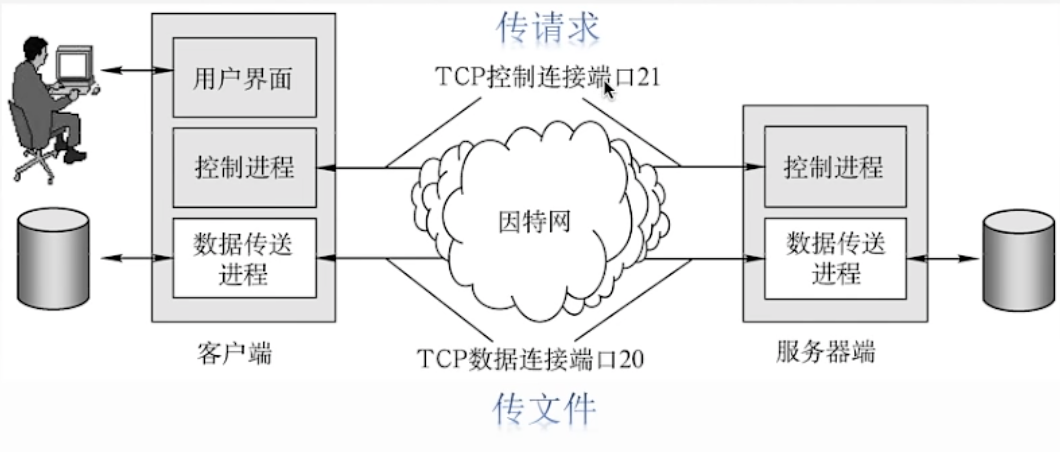 传请求
TCP控制连接端口21
用户界面
控制进程
控制进程
因特网
数据传送
进程
数据传送
进程
客户端
TCP数据连接端口20
服务器端
传文件